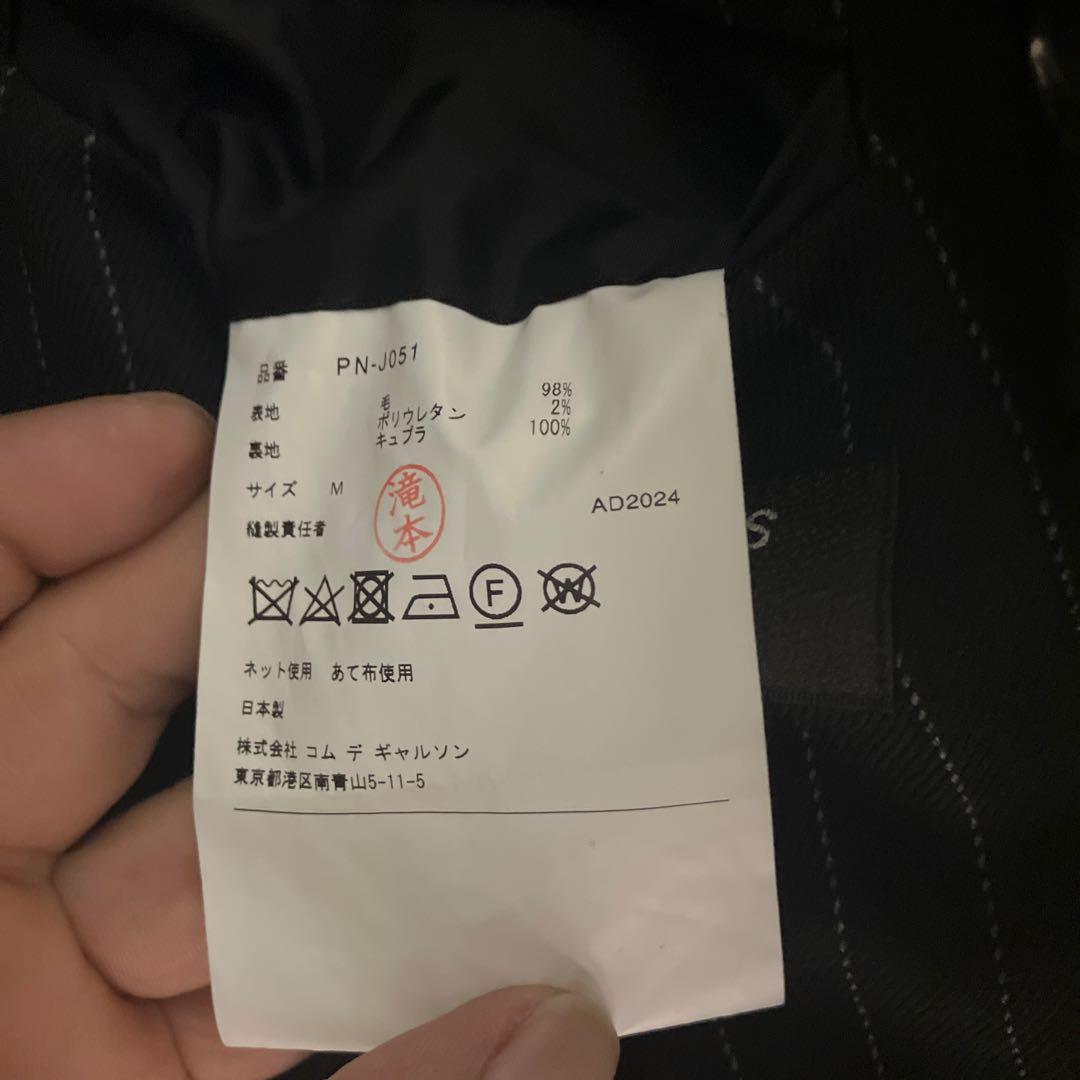 品番 PN-J051
表地 毛 98%
ポリウレタン 2%
裏地 キュプラ 100%
サイズ M
縫製責任者 滝本
AD2024
F
W
ネット使用 あて布使用
日本製
株式会社 コム デ ギャルソン
東京都港区南青山5-11-5
S